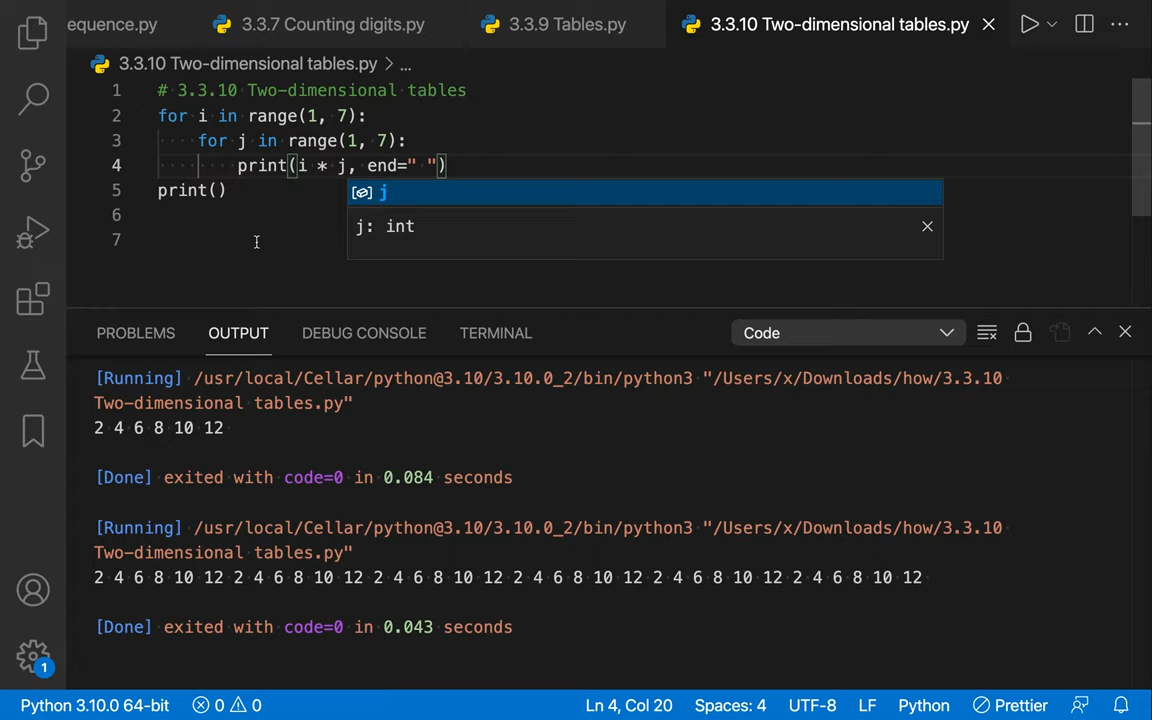 equence.py 3.3.7 Counting digits.py 3.3.9 Tables.py 3.3.10 Two-dimensional tables.py
3.3.10 Two-dimensional tables.py > ...
1 # 3.3.10 Two-dimensional tables
2 for i in range(1, 7):
3 for j in range(1, 7):
4 print(i * j, end=" ")
5 print()
j
6
j: int
7
PROBLEMS OUTPUT DEBUG CONSOLE TERMINAL Code
[Running] /usr/local/Cellar/python@3.10/3.10.0_2/bin/python3 "/Users/x/Downloads/how/3.3.10
Two-dimensional tables.py"
2 4 6 8 10 12
[Done] exited with code=0 in 0.084 seconds
[Running] /usr/local/Cellar/python@3.10/3.10.0_2/bin/python3 "/Users/x/Downloads/how/3.3.10
Two-dimensional tables.py"
2 4 6 8 10 12 2 4 6 8 10 12 2 4 6 8 10 12 2 4 6 8 10 12 2 4 6 8 10 12 2 4 6 8 10 12
[Done] exited with code=0 in 0.043 seconds
1
Python 3.10.0 64-bit 0 0 Ln 4, Col 20 Spaces: 4 UTF-8 LF Python Prettier